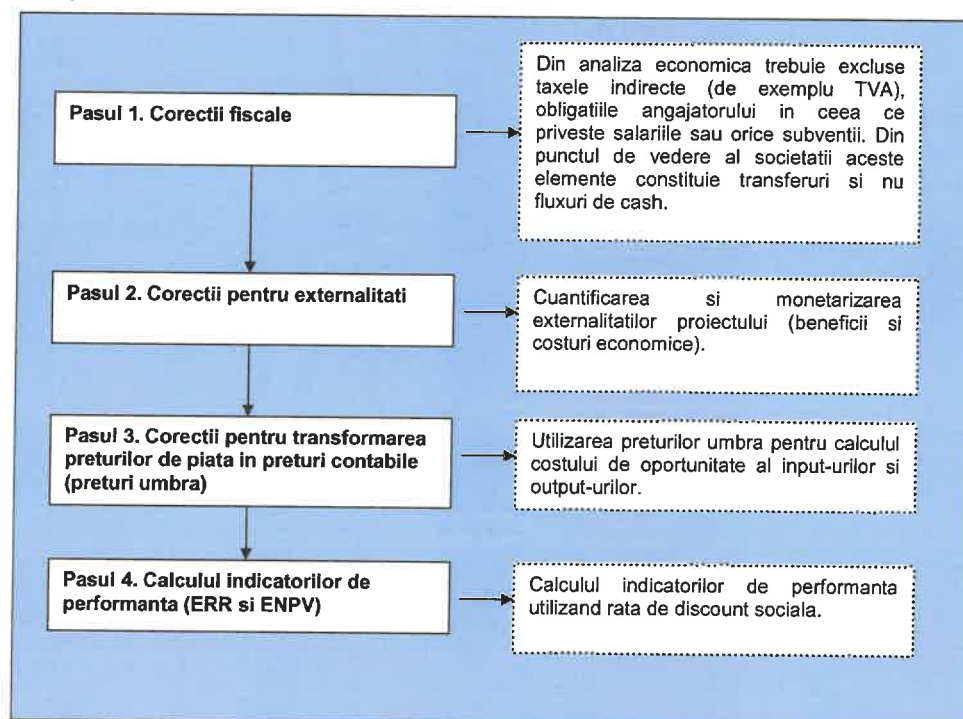 Pasul 1. Corectii fiscale
Din analiza economica trebuie excluse
taxele indirecte (de exemplu TVA),
obligatiile angajatorului in ceea ce
priveste salariile sau orice subventii. Din
punctul de vedere al societatii aceste
elemente constituie transferuri si nu
fluxuri de cash.
Pasul 2. Corectii pentru externalitati
Cuantificarea si monetarizarea
externalitatilor proiectului (beneficii si
costuri economice).
Pasul 3. Corectii pentru transformarea
preturilor de piata in preturi contabile
(preturi umbra)
Utilizarea preturilor umbra pentru calculul
costului de oportunitate al input-urilor si
output-urilor.
Pasul 4. Calculul indicatorilor de
performanta (ERR si ENPV)
Calculul indicatorilor de performanta
utilizand rata de discount sociala.